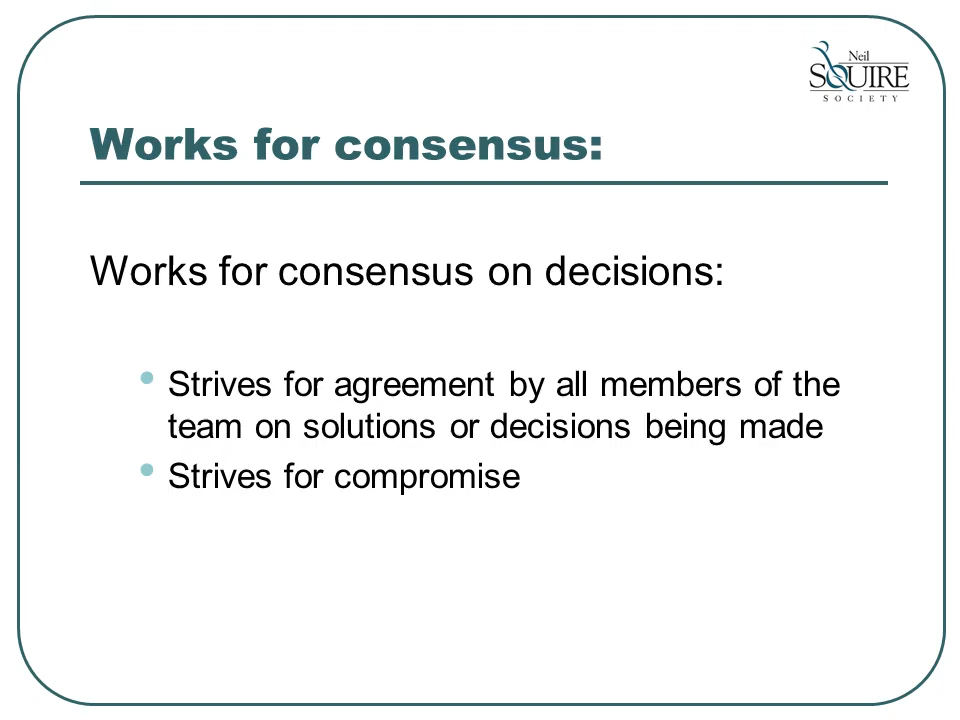 Neil
SQUIRE
SOCIETY
Works for consensus:
Works for consensus on decisions:
Strives for agreement by all members of the
team on solutions or decisions being made
Strives for compromise